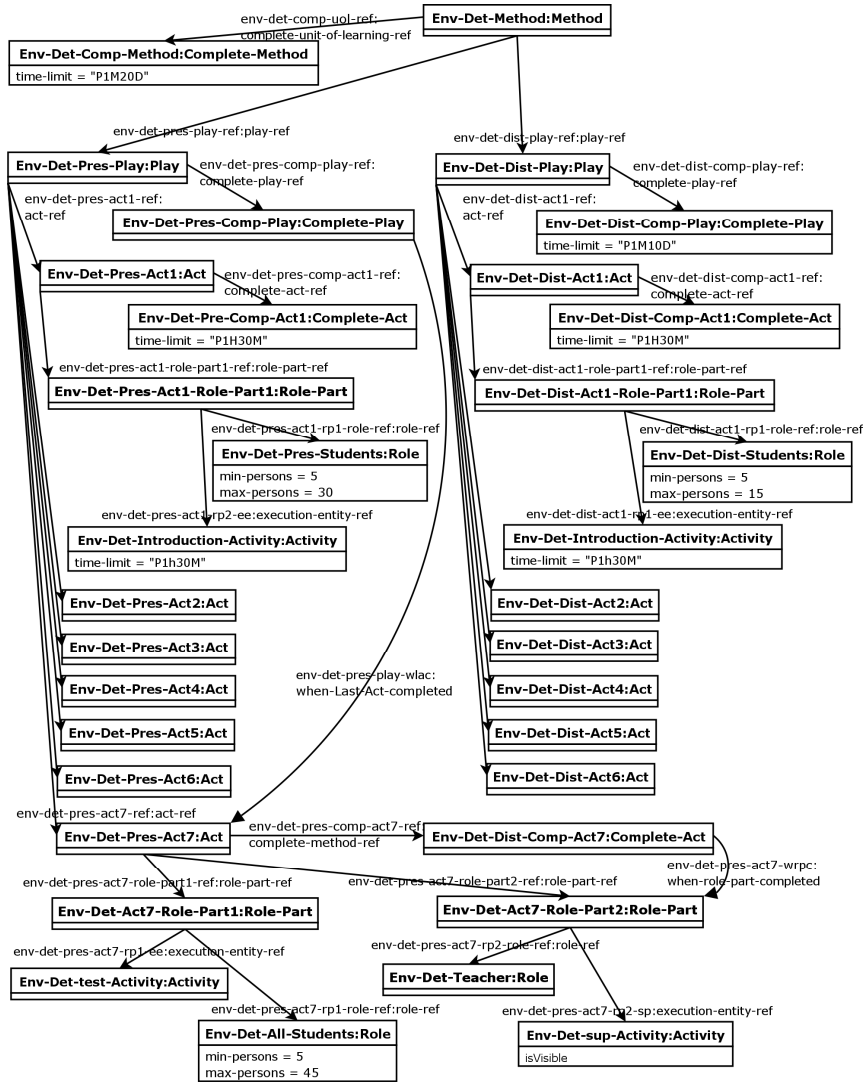 env-det-comp-uol-ref:
complete-unit-of-learning-ref
Env-Det-Method:Method
Env-Det-Comp-Method:Complete-Method
time-limit = "P1M20D"
env-det-pres-play-ref:play-ref
env-det-dist-play-ref:play-ref
Env-Det-Pres-Play:Play
env-det-pres-comp-play-ref:
complete-play-ref
Env-Det-Dist-Play:Play
env-det-dist-comp-play-ref:
complete-play-ref
env-det-pres-act1-ref:
act-ref
Env-Det-Pres-Comp-Play:Complete-Play
env-det-dist-act1-ref:
act-ref
Env-Det-Dist-Comp-Play:Complete-Play
time-limit = "P1M10D"
Env-Det-Pres-Act1:Act
env-det-pres-comp-act1-ref:
complete-act-ref
Env-Det-Dist-Act1:Act
env-det-dist-comp-act1-ref:
complete-act-ref
Env-Det-Pre-Comp-Act1:Complete-Act
time-limit = "P1H30M"
Env-Det-Dist-Comp-Act1:Complete-Act
time-limit = "P1H30M"
env-det-pres-act1-role-part1-ref:role-part-ref
env-det-dist-act1-role-part1-ref:role-part-ref
Env-Det-Pres-Act1-Role-Part1:Role-Part
Env-Det-Dist-Act1-Role-Part1:Role-Part
env-det-pres-act1-rp1-role-ref:role-ref
env-det-dist-act1-rp1-role-ref:role-ref
Env-Det-Pres-Students:Role
min-persons = 5
max-persons = 30
Env-Det-Dist-Students:Role
min-persons = 5
max-persons = 15
env-det-pres-act1-rp2-ee:execution-entity-ref
env-det-dist-act1-rp1-ee:execution-entity-ref
Env-Det-Introduction-Activity:Activity
time-limit = "P1h30M"
Env-Det-Introduction-Activity:Activity
time-limit = "P1h30M"
Env-Det-Pres-Act2:Act
Env-Det-Dist-Act2:Act
Env-Det-Pres-Act3:Act
Env-Det-Dist-Act3:Act
env-det-pres-play-wlac:
when-Last-Act-completed
Env-Det-Pres-Act4:Act
Env-Det-Dist-Act4:Act
Env-Det-Pres-Act5:Act
Env-Det-Dist-Act5:Act
Env-Det-Pres-Act6:Act
Env-Det-Dist-Act6:Act
env-det-pres-act7-ref:act-ref
Env-Det-Pres-Act7:Act
env-det-pres-comp-act7-ref:
complete-method-ref
Env-Det-Dist-Comp-Act7:Complete-Act
env-det-pres-act7-wrpc:
when-role-part-completed
env-det-pres-act7-role-part1-ref:role-part-ref
env-det-pres-act7-role-part2-ref:role-part-ref
Env-Det-Act7-Role-Part1:Role-Part
Env-Det-Act7-Role-Part2:Role-Part
env-det-pres-act7-rp1-ee:execution-entity-ref
env-det-pres-act7-rp2-role-ref:role-ref
Env-Det-test-Activity:Activity
Env-Det-Teacher:Role
env-det-pres-act7-rp1-role-ref:role-ref
env-det-pres-act7-rp2-sp:execution-entity-ref
Env-Det-All-Students:Role
min-persons = 5
max-persons = 45
Env-Det-sup-Activity:Activity
isVisible